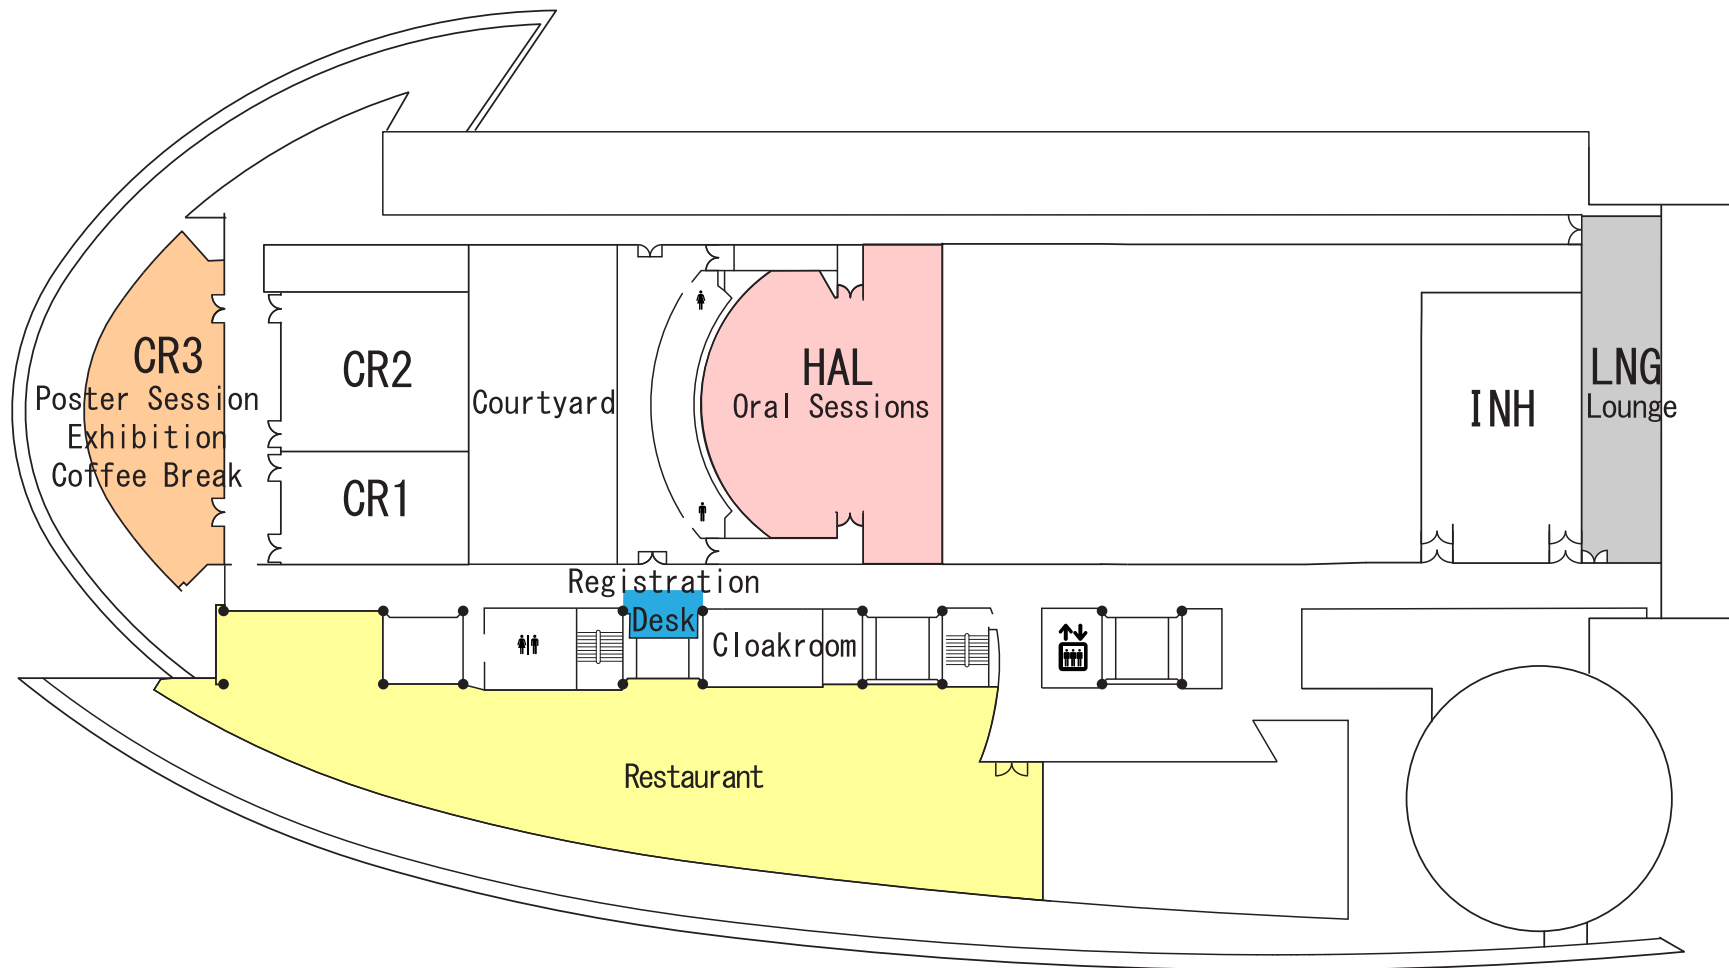 CR3
Poster Session
Exhibition
Coffee Break
CR2
CR1
Courtyard
HAL
Oral Sessions
INH
LNG
Lounge
Registration
Desk
Cloakroom
Restaurant